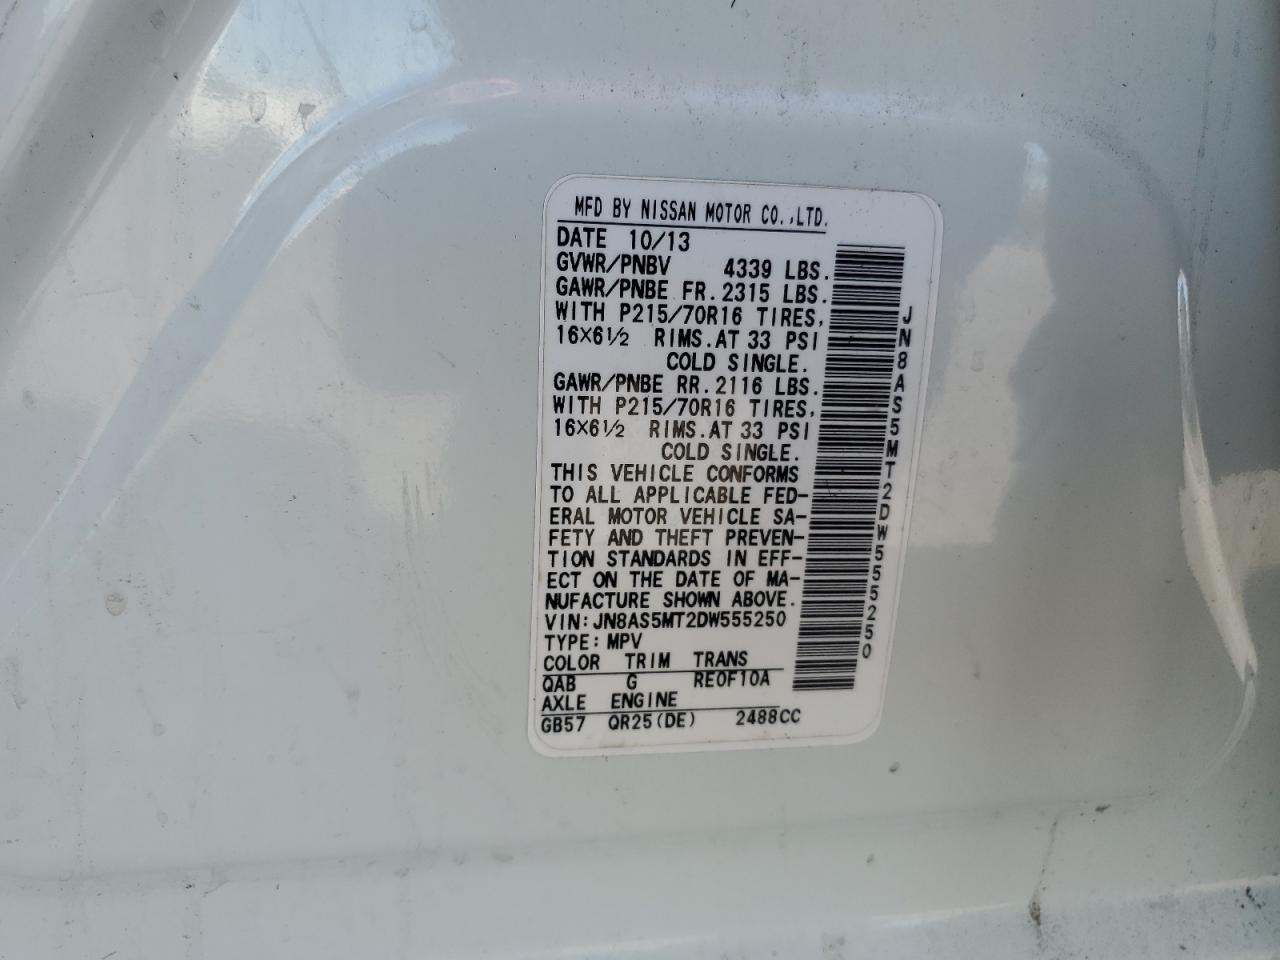 MFD BY NISSAN MOTOR CO.,LTD.
DATE 10/13
GVWR/PNBV 4339 LBS.
GAWR/PNBE FR.2315 LBS.
WITH P215/70R16 TIRES,
16X6½ RIMS.AT 33 PSI
COLD SINGLE.
GAWR/PNBE RR.2116 LBS.
WITH P215/70R16 TIRES,
16X6½ RIMS.AT 33 PSI
COLD SINGLE.
THIS VEHICLE CONFORMS
TO ALL APPLICABLE FED-
ERAL MOTOR VEHICLE SA-
FETY AND THEFT PREVEN-
TION STANDARDS IN EFF-
ECT ON THE DATE OF MA-
NUFACTURE SHOWN ABOVE.
VIN:JN8AS5MT2DW555250
TYPE:MPV
COLOR TRIM TRANS
QAB G RE0F10A
AXLE ENGINE
GB57 QR25(DE) 2488CC
JN8AS5MT2DW555250